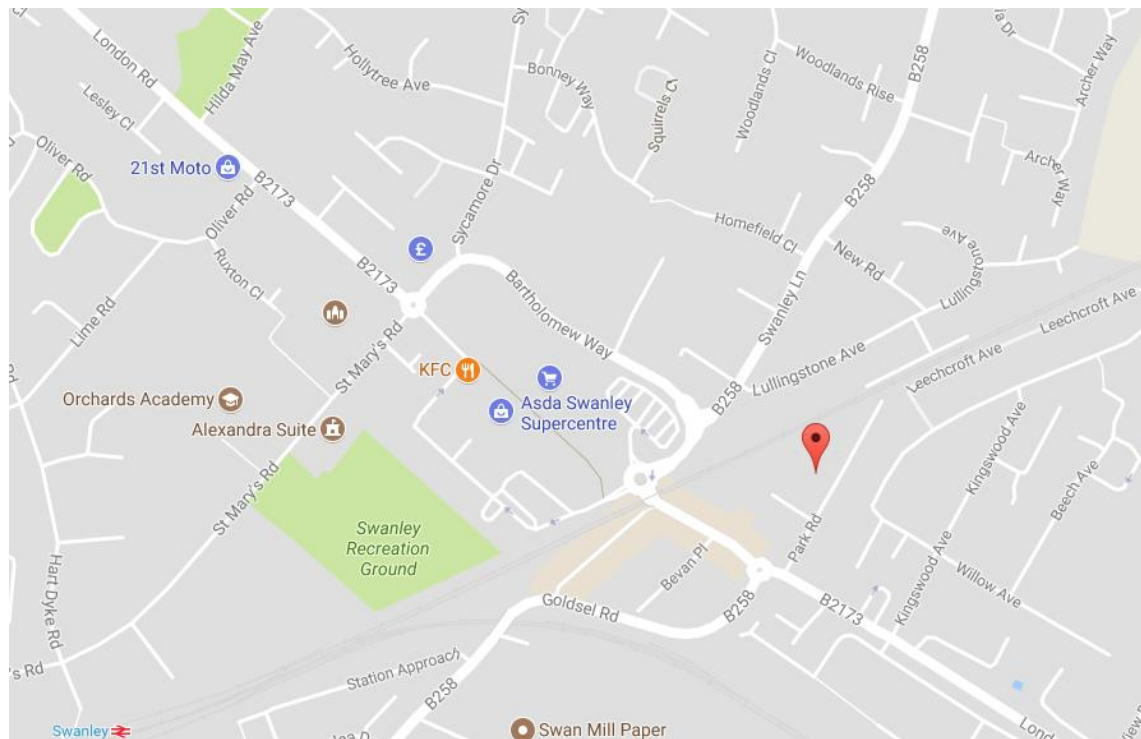 London Rd
Hilda May Ave
Hollytree Ave
Bonney Way
Squirrels Cl
Woodlands Cl
Woodlands Rise
B258
Archer Way
Lesley Cl
Oliver Rd
21st Moto
B2173
Oliver Rd
Sycamore Dr
B258
Archer Way
Homefield Cl
New Rd
Lullingstone Ave
Ruxton Cl
£
B2173
Bartholomew Way
Swanley Ln
Lime Rd
St Mary's Rd
KFC
Lullingstone Ave
Leechcroft Ave
Leechcroft Ave
Orchards Academy
Alexandra Suite
Asda Swanley
Supercentre
B258
St Mary's Rd
Kingswood Ave
Beech Ave
Swanley
Recreation
Ground
Park Rd
Bevan Pl
Hart Dyke Rd
Goldsel Rd
B258
B2173
Kingswood Ave
Willow Ave
's Rd
Station Approach
B258
Swanley
Swan Mill Paper
Lond